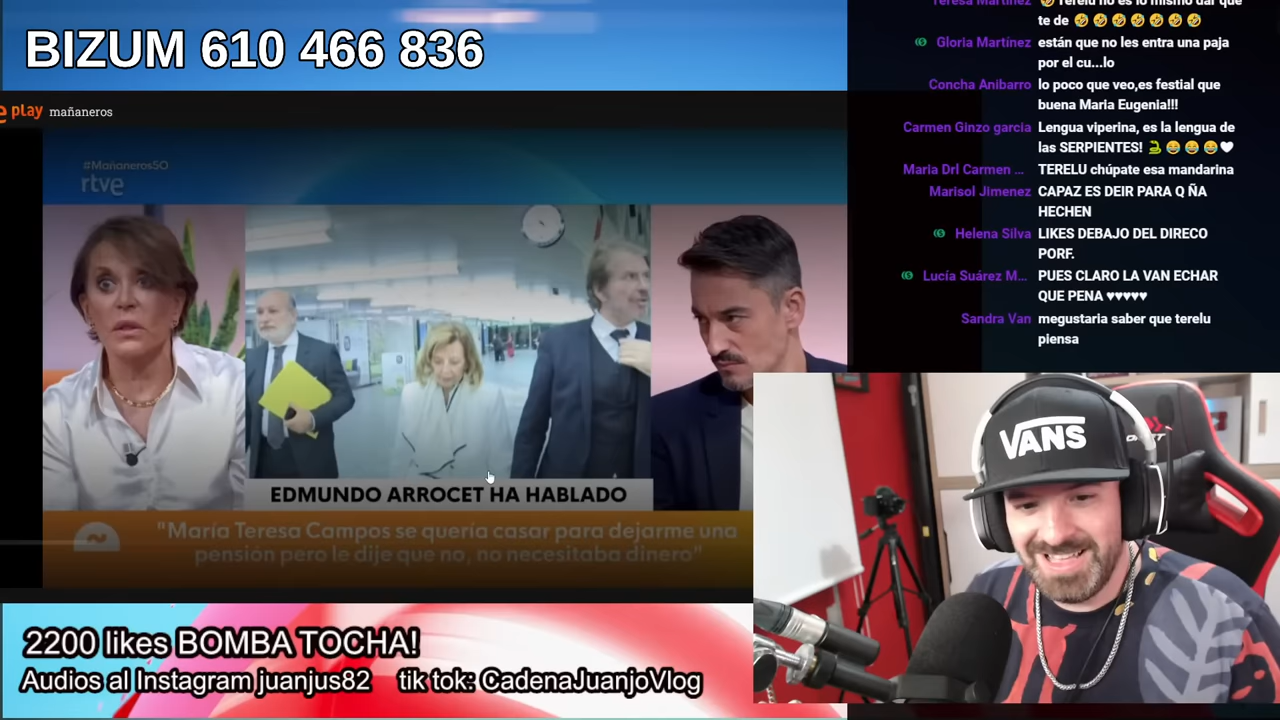 BIZUM 610 466 836
play mañaneros
#Mañaneros50
rtve
EDMUNDO ARROCET HA HABLADO
"María Teresa Campos se quería casar para dejarme una
pensión pero le dije que no, no necesitaba dinero"
2200 likes BOMBA TOCHA!
Audios al Instagram juanjus82 tik tok: CadenaJuanjoVlog
Teresa Martínez 🤣 Terelu no es lo mismo dar que
te de 🤣🤣🤣🤣🤣🤣🤣
Gloria Martínez están que no les entra una paja
por el cu...lo
Concha Anibarro lo poco que veo,es festial que
buena Maria Eugenia!!!
Carmen Ginzo garcia Lengua viperina, es la lengua de
las SERPIENTES! 🐍😂😂😂🤍
Maria Drl Carmen ... TERELU chúpate esa mandarina
Marisol Jimenez CAPAZ ES DEIR PARA Q ÑA
HECHEN
Helena Silva LIKES DEBAJO DEL DIRECO
PORF.
Lucía Suárez M... PUES CLARO LA VAN ECHAR
QUE PENA ♥♥♥♥♥
Sandra Van megustaria saber que terelu
piensa
VANS